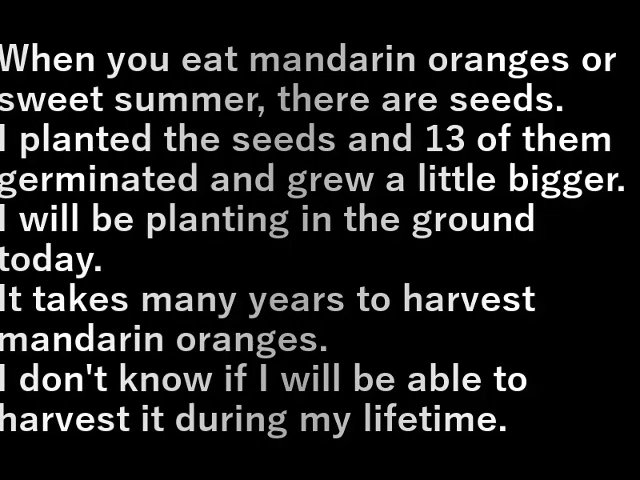 When you eat mandarin oranges or
sweet summer, there are seeds.
I planted the seeds and 13 of them
germinated and grew a little bigger.
I will be planting in the ground
today.
It takes many years to harvest
mandarin oranges.
I don't know if I will be able to
harvest it during my lifetime.